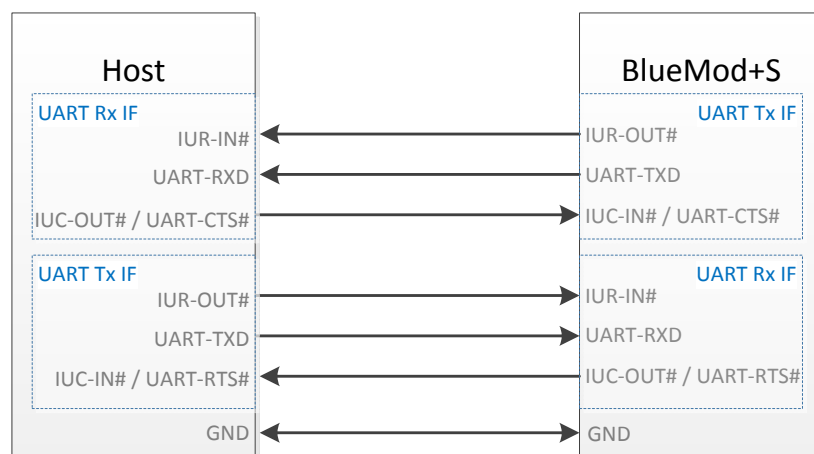 Host BlueMod+S
UART Rx IF UART Tx IF
IUR-IN# IUR-OUT#
UART-RXD UART-TXD
IUC-OUT# / UART-CTS# IUC-IN# / UART-CTS#
UART Tx IF UART Rx IF
IUR-OUT# IUR-IN#
UART-TXD UART-RXD
IUC-IN# / UART-RTS# IUC-OUT# / UART-RTS#
GND GND